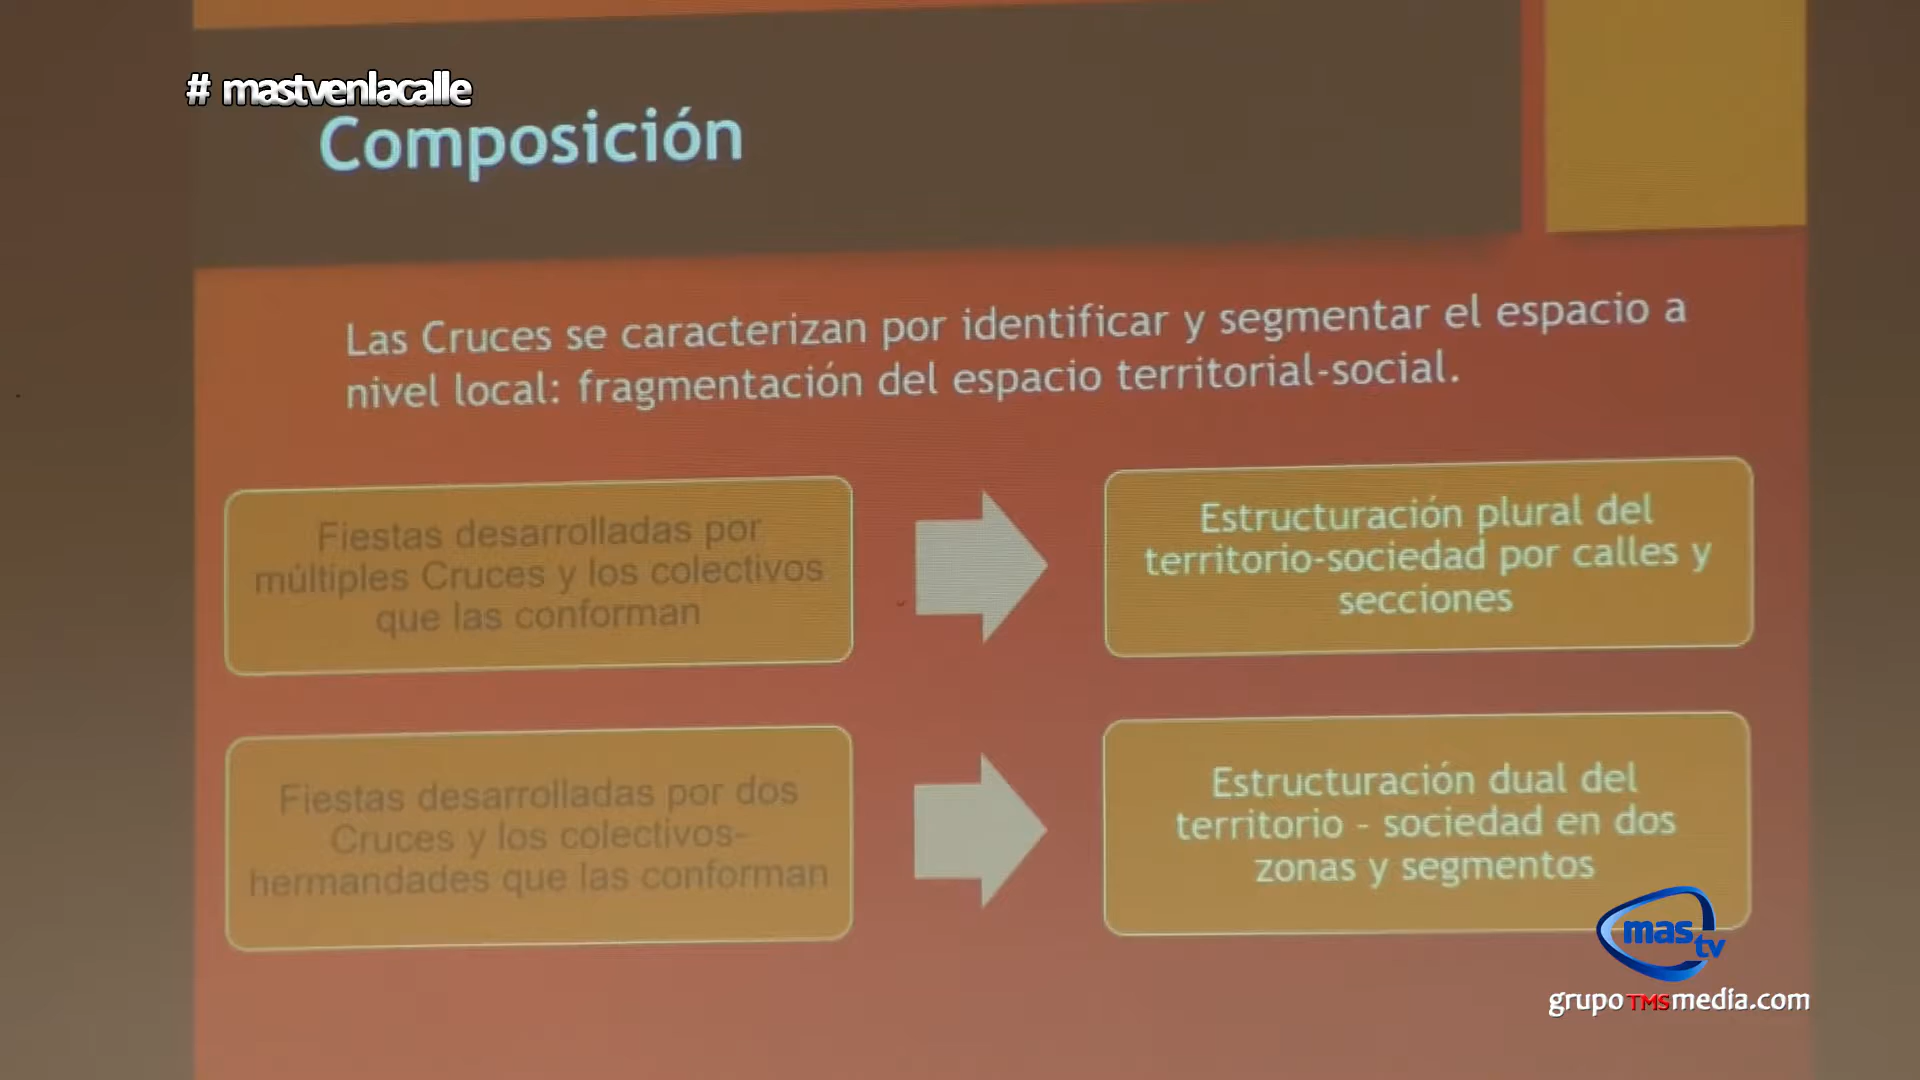 # mastvenlacalle
Composición
Las Cruces se caracterizan por identificar y segmentar el espacio a
nivel local: fragmentación del espacio territorial-social.
Fiestas desarrolladas por
múltiples Cruces y los colectivos
que las conforman
Estructuración plural del
territorio-sociedad por calles y
secciones
Fiestas desarrolladas por dos
Cruces y los colectivos-
hermandades que las conforman
Estructuración dual del
territorio - sociedad en dos
zonas y segmentos
mas tv
grupoTMSmedia.com